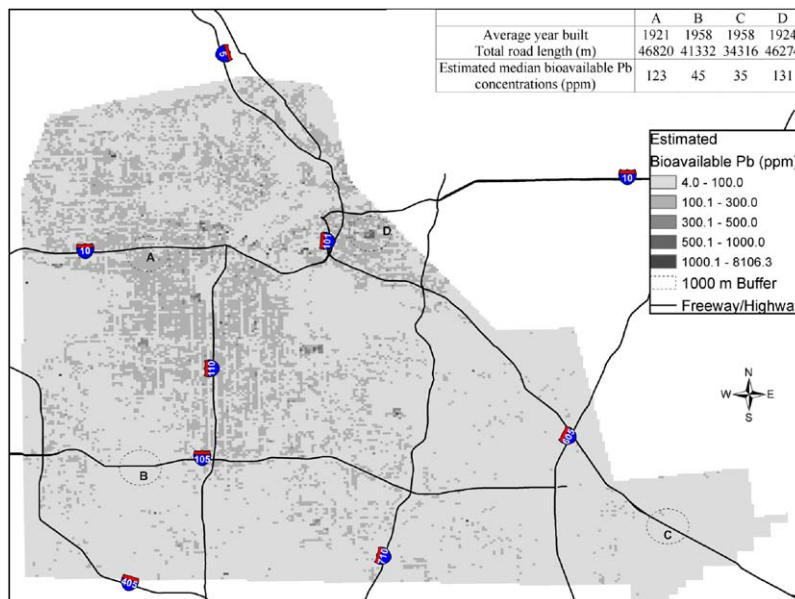 A B C D
Average year built 1921 1958 1958 1924
Total road length (m) 46820 41332 34316 46274
Estimated median bioavailable Pb
concentrations (ppm) 123 45 35 131
5
Estimated
Bioavailable Pb (ppm)
4.0 - 100.0
100.1 - 300.0
300.1 - 500.0
500.1 - 1000.0
1000.1 - 8106.3
1000 m Buffer
Freeway/Highway
10
101
D
10
A
110
N
W E
S
605
105
B
C
710
405